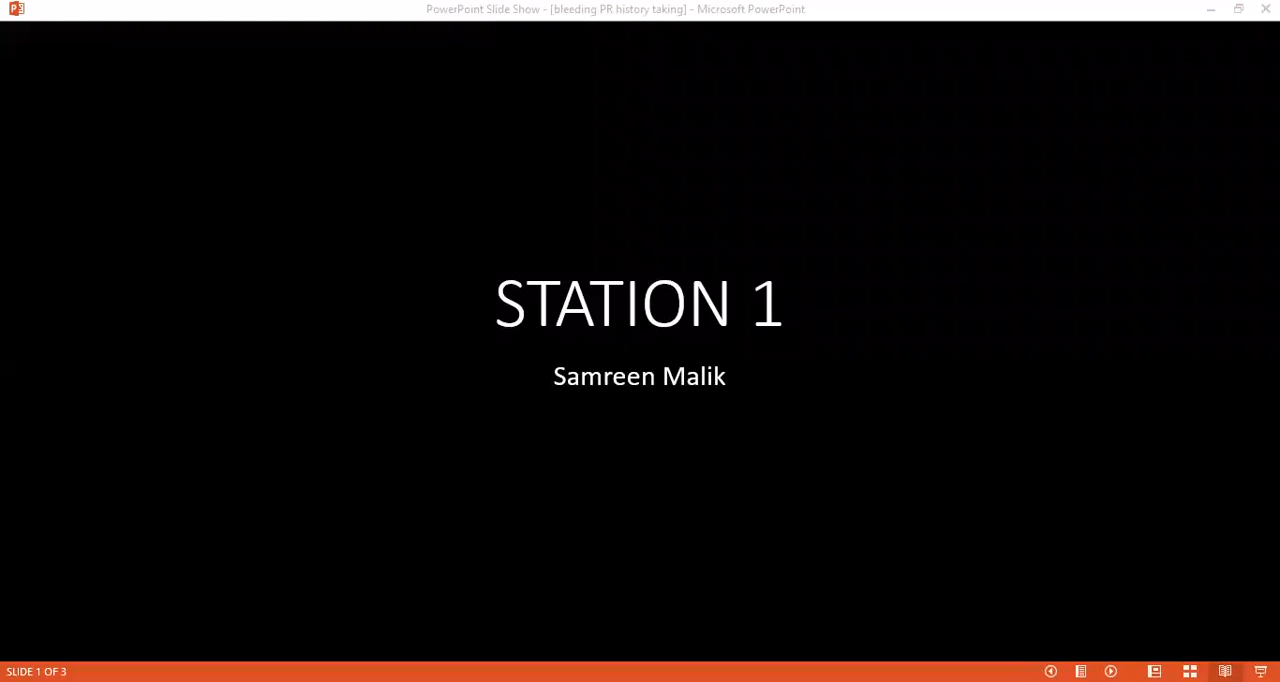 PowerPoint Slide Show - [bleeding PR history taking] - Microsoft PowerPoint
STATION 1
Samreen Malik
SLIDE 1 OF 3